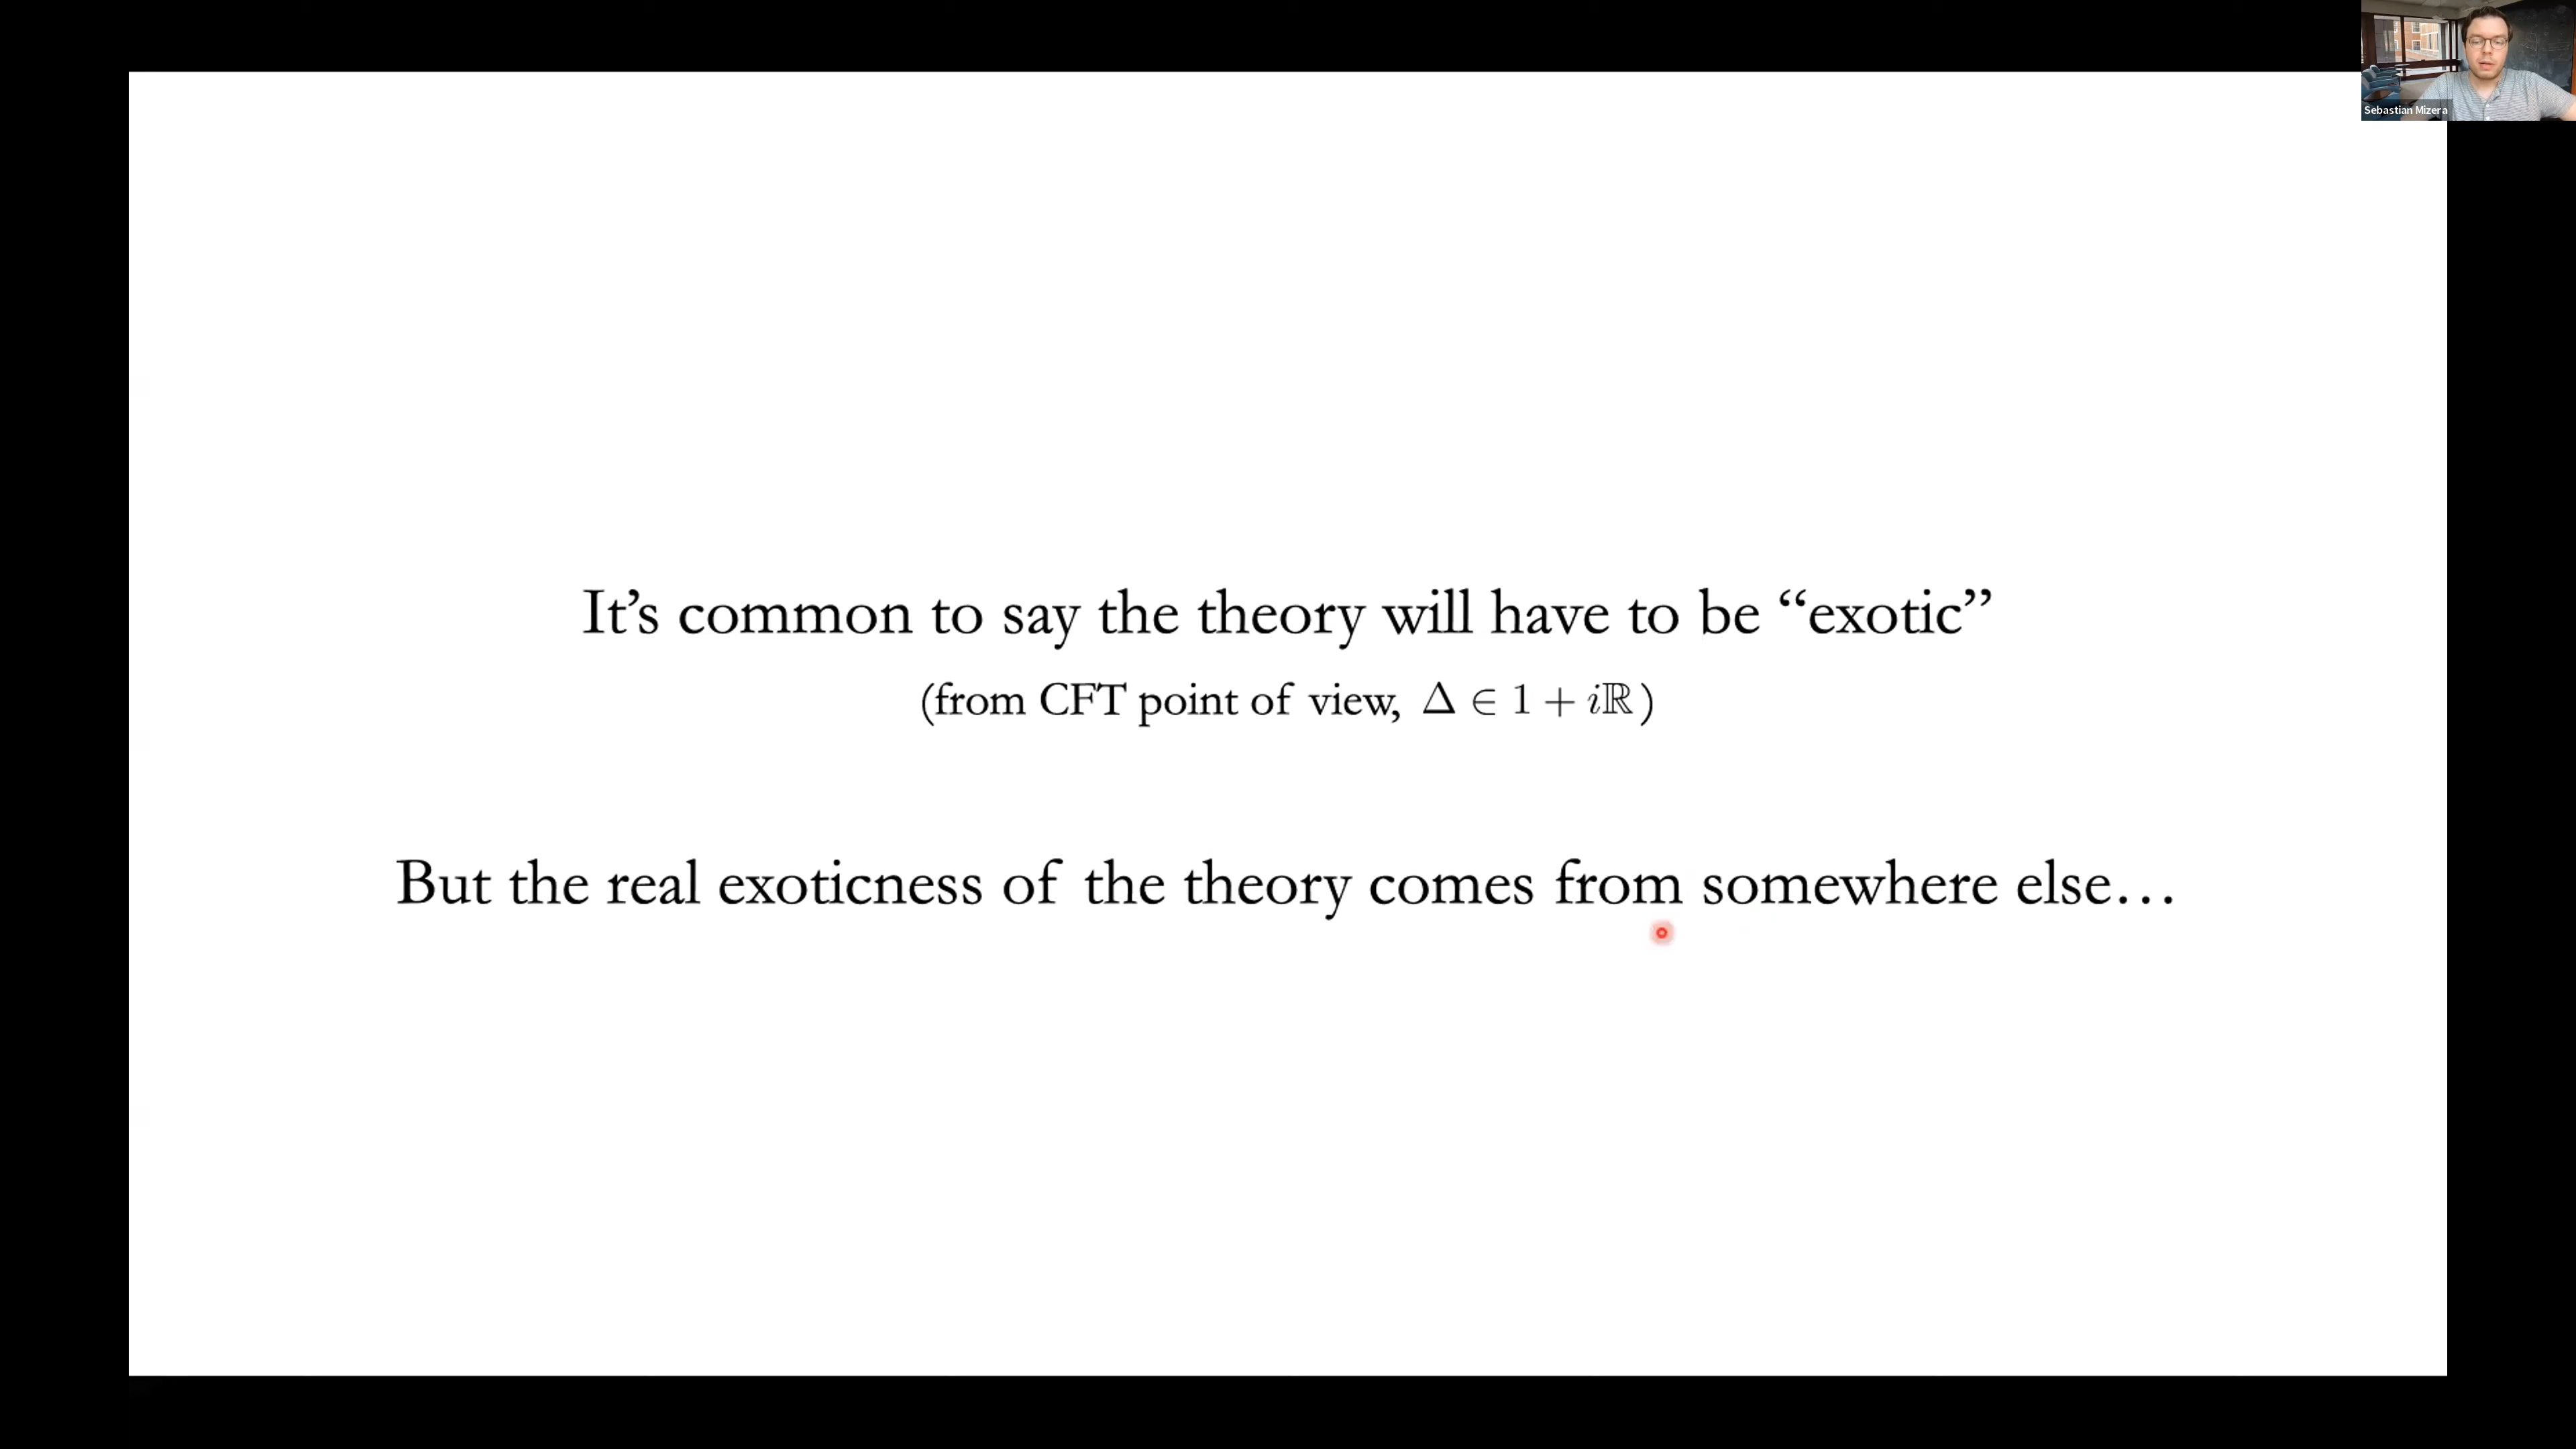 Sebastian Mizera
It’s common to say the theory will have to be “exotic”
(from CFT point of view, Δ ∈ 1 + iℝ)
But the real exoticness of the theory comes from somewhere else…